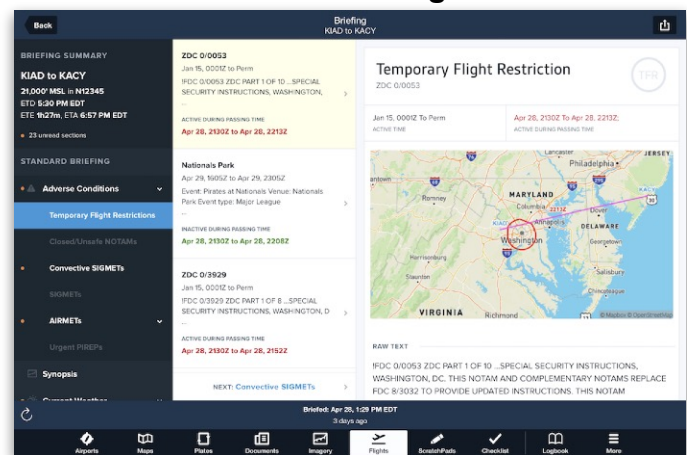 Back
Briefing
KIAD to KACY
BRIEFING SUMMARY
KIAD to KACY
21,000' MSL in N12345
ETD 5:30 PM EDT
ETE 1h27m, ETA 6:57 PM EDT
23 unread sections
STANDARD BRIEFING
Adverse Conditions
Temporary Flight Restrictions
Closed/Unsafe NOTAMs
Convective SIGMETs
SIGMETs
AIRMETs
Urgent PIREPs
Synopsis
Current Weather
ZDC 0/0053
Jan 15, 0001Z to Perm
!FDC 0/0053 ZDC PART 1 OF 10 ...SPECIAL
SECURITY INSTRUCTIONS, WASHINGTON,
...
ACTIVE DURING PASSING TIME
Apr 28, 2130Z to Apr 28, 2213Z
Nationals Park
Apr 29, 1605Z to Apr 29, 2305Z
Event: Pirates at Nationals Venue: Nationals
Park Event type: Major League
...
INACTIVE DURING PASSING TIME
Apr 28, 2130Z to Apr 28, 2208Z
ZDC 0/3929
Jan 15, 0001Z to Perm
!FDC 0/3929 ZDC PART 1 OF 8 ...SPECIAL
SECURITY INSTRUCTIONS, WASHINGTON, D
...
ACTIVE DURING PASSING TIME
Apr 28, 2130Z to Apr 28, 2152Z
NEXT: Convective SIGMETs
Temporary Flight Restriction
ZDC 0/0053
TFR
Jan 15, 0001Z To Perm
ACTIVE TIME
Apr 28, 2130Z To Apr 28, 2213Z;
ACTIVE DURING PASSING TIME
Lancaster
JERSEY
Philadelphia
Romney
MARYLAND
KACY
Columbia
2213Z
Dover
KIAD
Annapolis
DELAWARE
Washington
Georgetown
Harrisonburg
Salisbury
Staunton
Chincoteague
VIRGINIA
Richmond
© Mapbox © OpenStreetMap
RAW TEXT
!FDC 0/0053 ZDC PART 1 OF 10 ...SPECIAL SECURITY INSTRUCTIONS,
WASHINGTON, DC. THIS NOTAM AND COMPLEMENTARY NOTAMS REPLACE
FDC 8/3032 TO PROVIDE UPDATED INSTRUCTIONS. THIS NOTAM
Briefed: Apr 28, 1:29 PM EDT
3 days ago
Airports
Maps
Plates
Documents
Imagery
Flights
ScratchPads
Checklist
Logbook
More